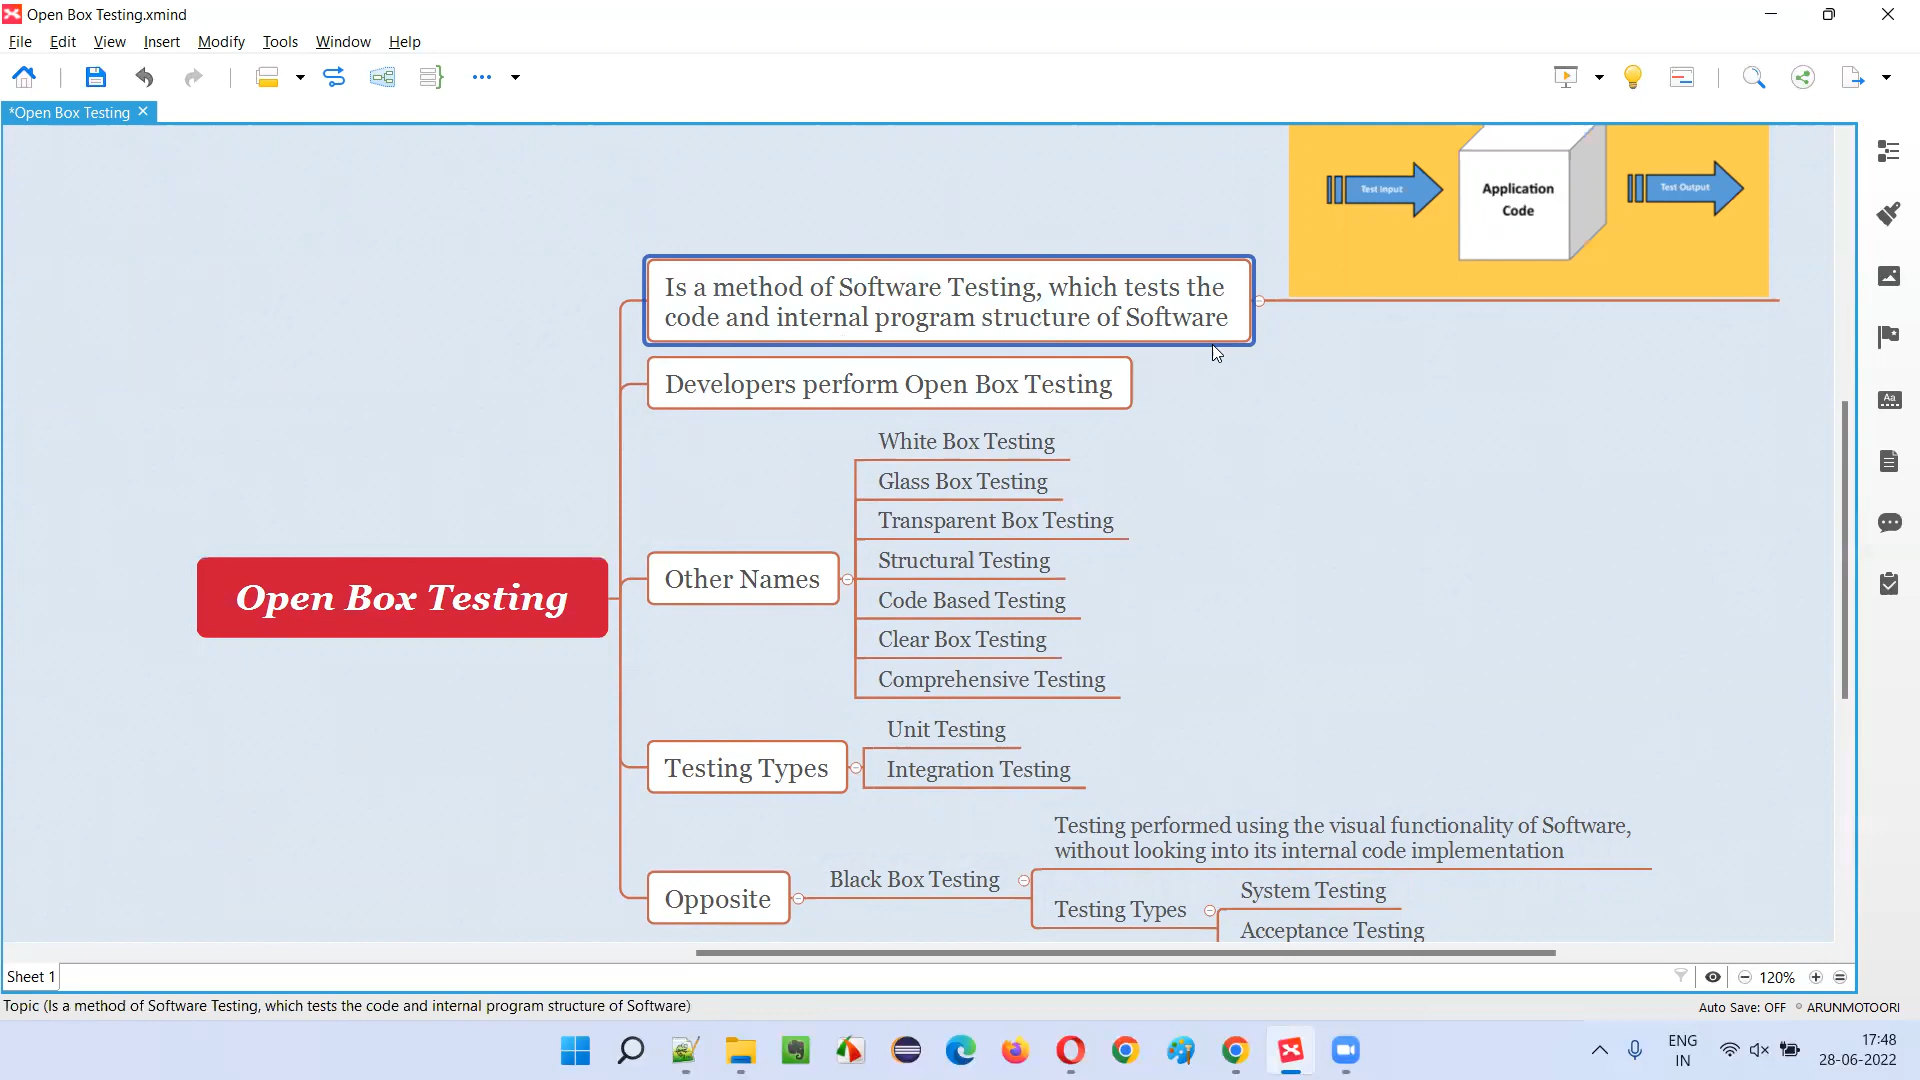 Open Box Testing.xmind
File Edit View Insert Modify Tools Window Help
*Open Box Testing
Test Input
Application
Code
Test Output
Is a method of Software Testing, which tests the
code and internal program structure of Software
Developers perform Open Box Testing
White Box Testing
Glass Box Testing
Transparent Box Testing
Structural Testing
Other Names
Code Based Testing
Open Box Testing
Clear Box Testing
Comprehensive Testing
Unit Testing
Testing Types
Integration Testing
Testing performed using the visual functionality of Software,
without looking into its internal code implementation
Black Box Testing
Opposite
System Testing
Testing Types
Acceptance Testing
Sheet 1
120%
Topic (Is a method of Software Testing, which tests the code and internal program structure of Software)
Auto Save: OFF
ARUNMOTOORI
ENG
IN
17:48
28-06-2022